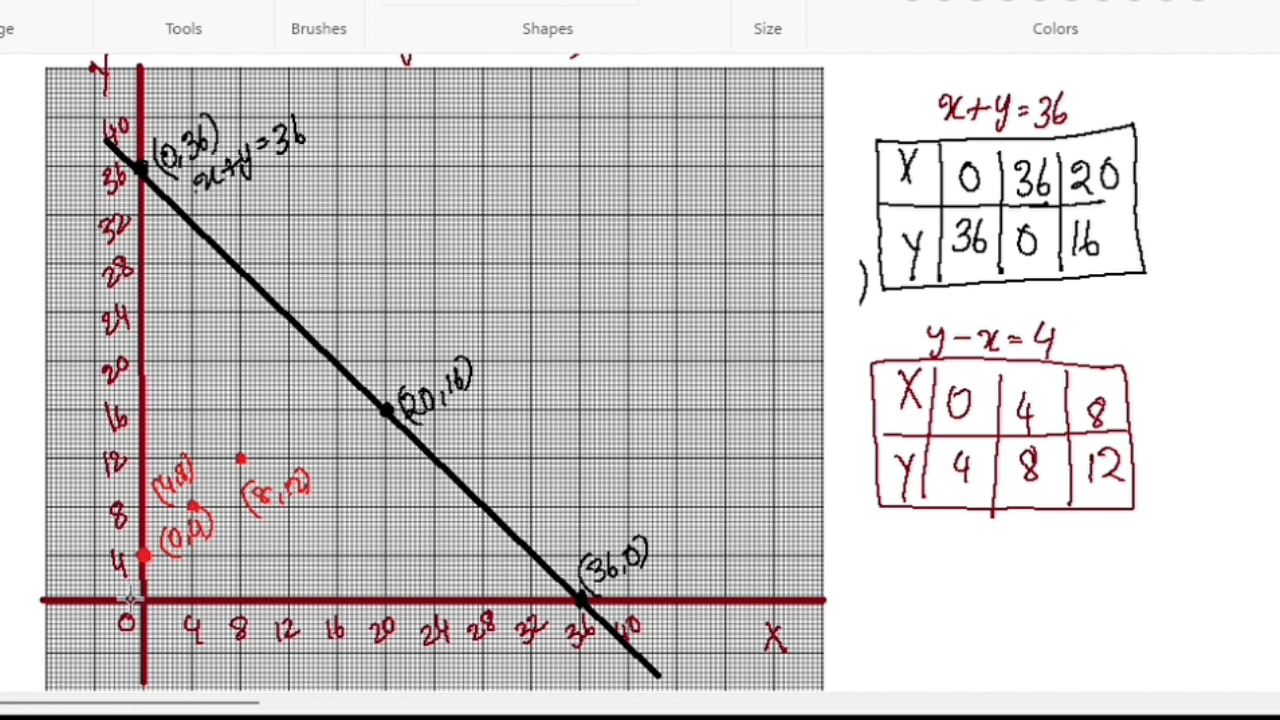 ge Tools Brushes Shapes Size Colors
Y
40
(0,36)
x+y=36
36
32
28
24
20
16
12
8
4
(20,16)
(4,8)
(8,12)
(0,4)
(36,0)
0 4 8 12 16 20 24 28 32 36 40 X
x+y=36
X 0 36 20
Y 36 0 16
)
y-x=4
X 0 4 8
Y 4 8 12